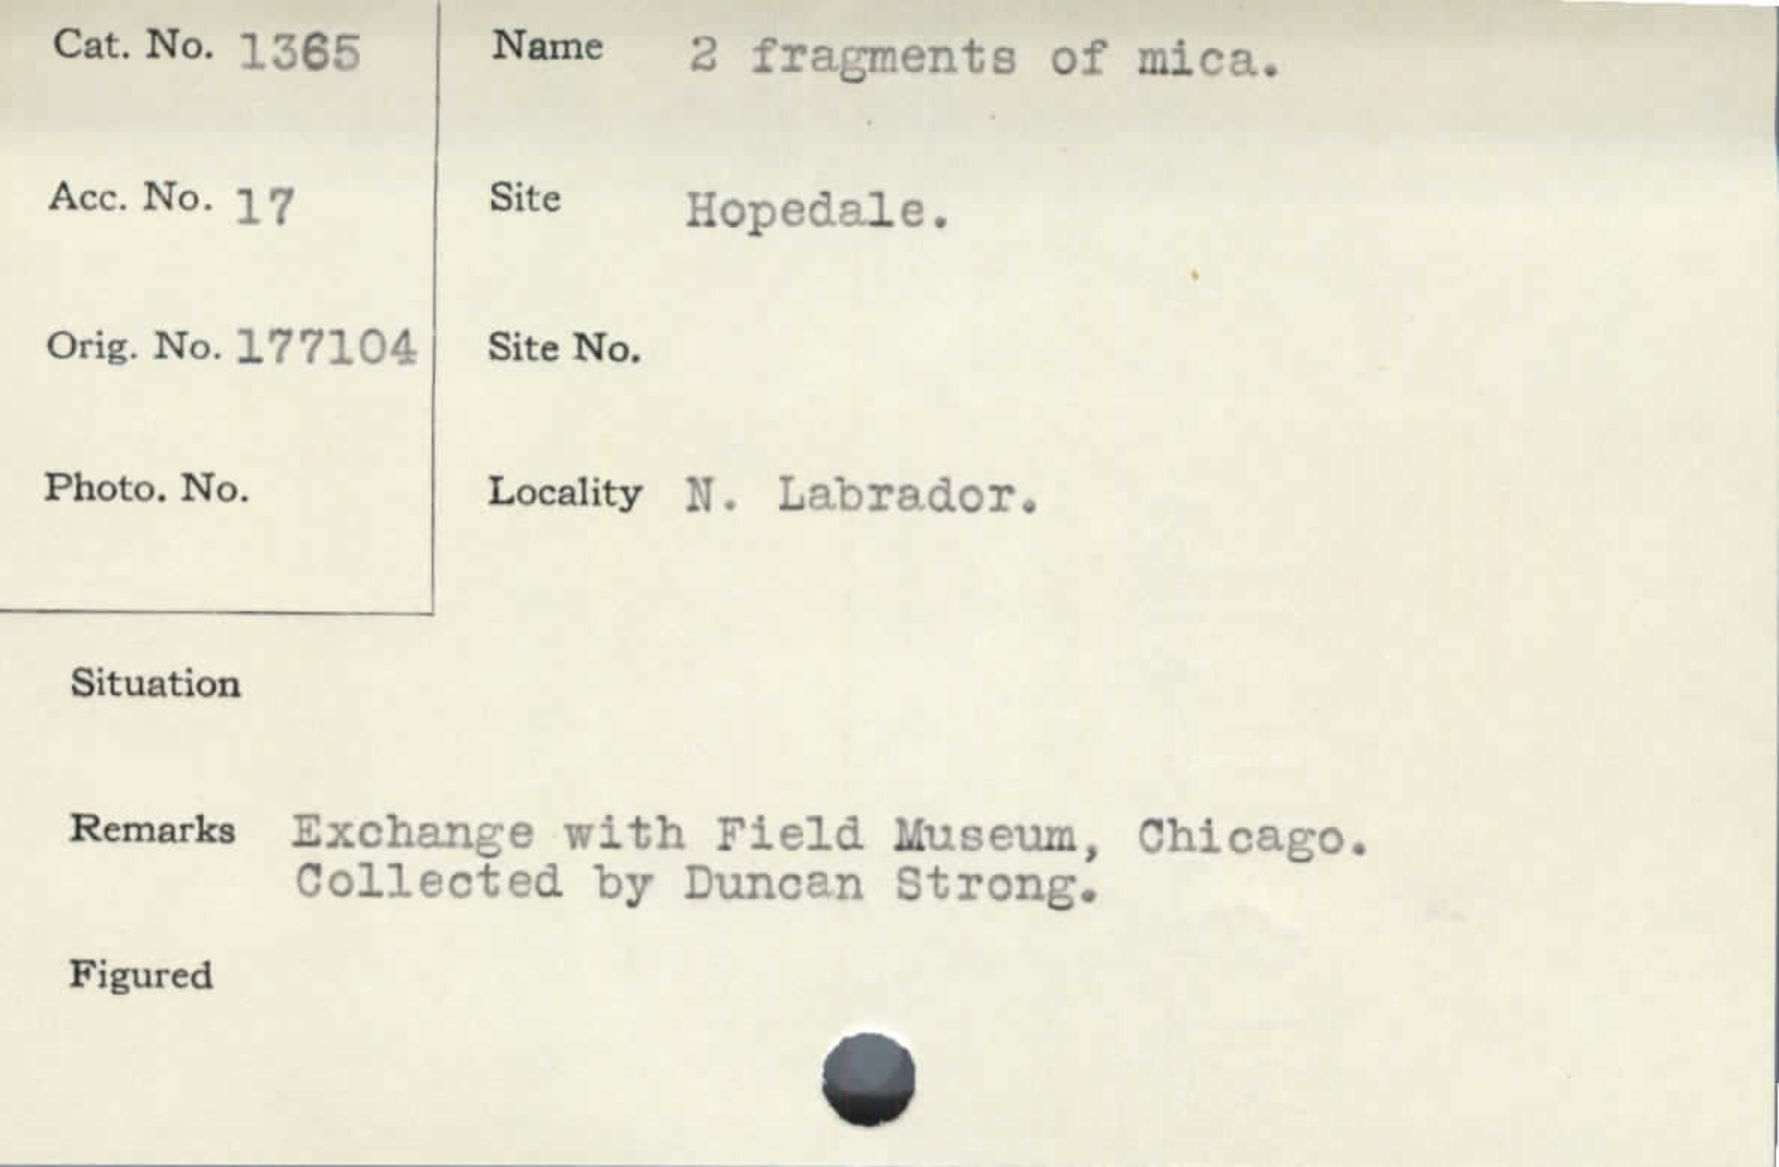 Cat. No. 1365
Name 2 fragments of mica.
Acc. No. 17
Site Hopedale.
Orig. No. 177104
Site No.
Photo. No.
Locality N. Labrador.
Situation
Remarks Exchange with Field Museum, Chicago.
Collected by Duncan Strong.
Figured